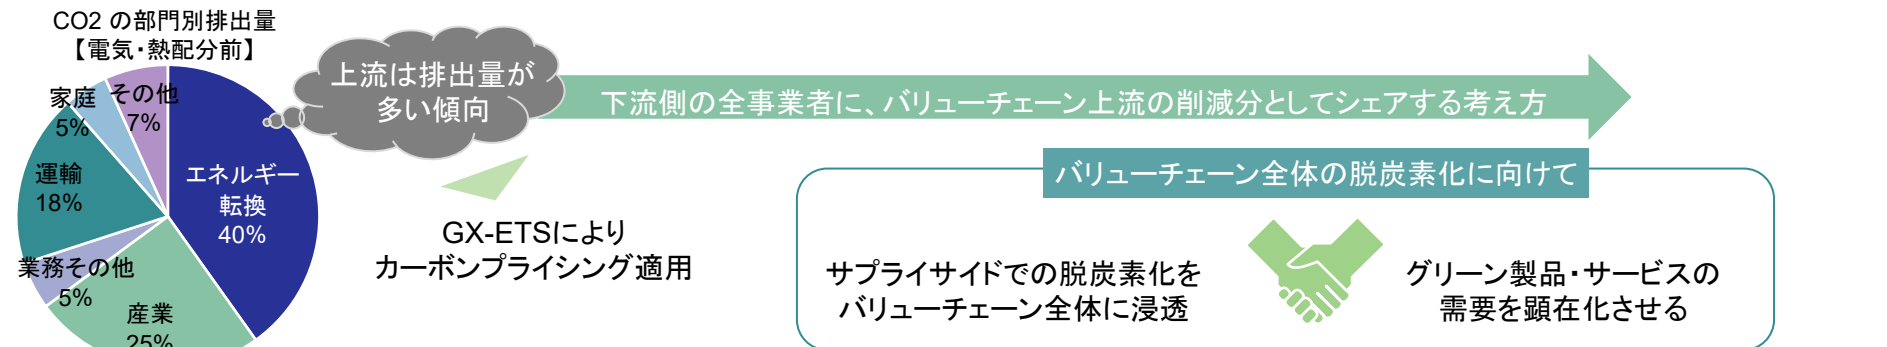 CO2 の部門別排出量
【電気・熱配分前】
家庭
5%
その他
7%
運輸
18%
エネルギー
転換
40%
業務その他
5%
産業
25%
上流は排出量が
多い傾向
下流側の全事業者に、バリューチェーン上流の削減分としてシェアする考え方
GX-ETSにより
カーボンプライシング適用
バリューチェーン全体の脱炭素化に向けて
サプライサイドでの脱炭素化を
バリューチェーン全体に浸透
グリーン製品・サービスの
需要を顕在化させる